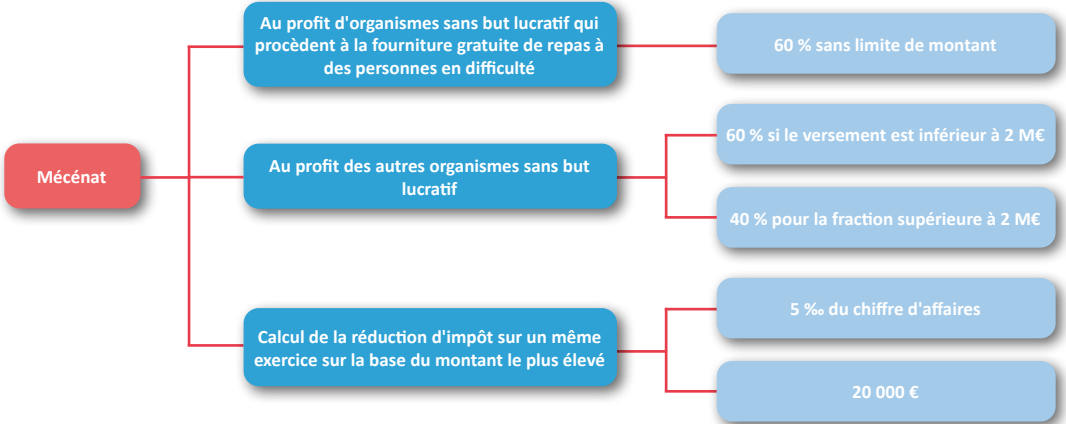 Mécénat
Au profit d'organismes sans but lucratif qui
procèdent à la fourniture gratuite de repas à
des personnes en difficulté
60 % sans limite de montant
Au profit des autres organismes sans but
lucratif
60 % si le versement est inférieur à 2 M€
40 % pour la fraction supérieure à 2 M€
Calcul de la réduction d'impôt sur un même
exercice sur la base du montant le plus élevé
5 ‰ du chiffre d'affaires
20 000 €